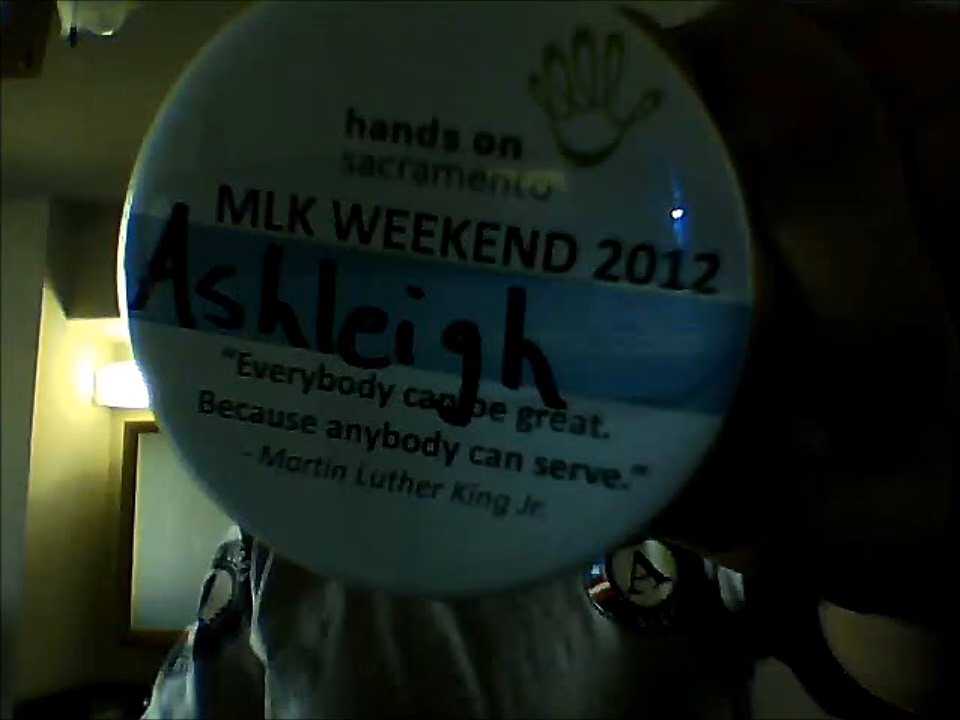 hands on
sacramento
MLK WEEKEND 2012
Ashleigh
"Everybody can be great.
Because anybody can serve."
- Martin Luther King Jr.
A